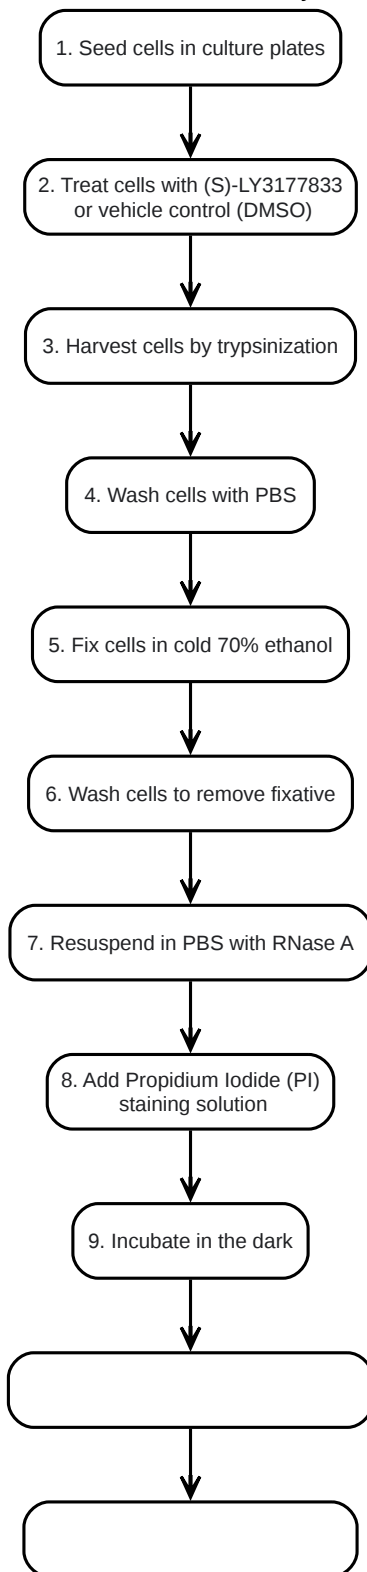 1. Seed cells in culture plates
2. Treat cells with (S)-LY3177833
or vehicle control (DMSO)
3. Harvest cells by trypsinization
4. Wash cells with PBS
5. Fix cells in cold 70% ethanol
6. Wash cells to remove fixative
7. Resuspend in PBS with RNase A
8. Add Propidium Iodide (PI)
staining solution
9. Incubate in the dark